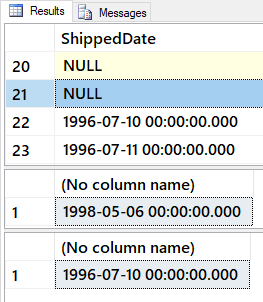 Results Messages
ShippedDate
20 NULL
21 NULL
22 1996-07-10 00:00:00.000
23 1996-07-11 00:00:00.000
(No column name)
1 1998-05-06 00:00:00.000
(No column name)
1 1996-07-10 00:00:00.000